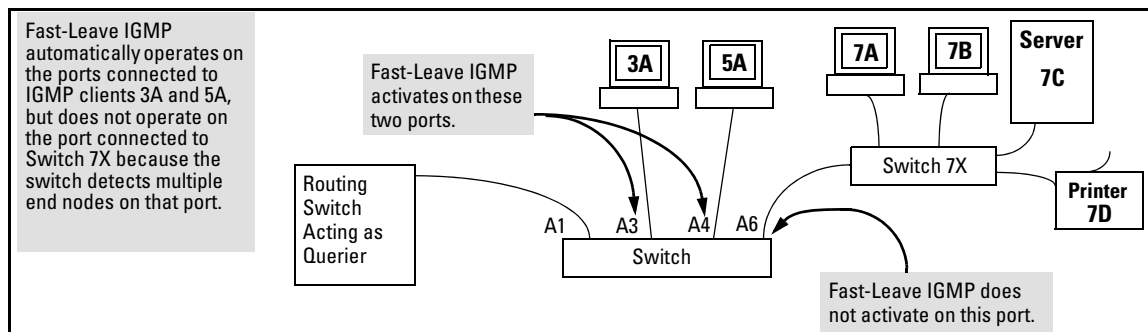 Fast-Leave IGMP
automatically operates on
the ports connected to
IGMP clients 3A and 5A,
but does not operate on
the port connected to
Switch 7X because the
switch detects multiple
end nodes on that port.
Fast-Leave IGMP
activates on these
two ports.
3A
5A
7A
7B
Server
7C
Switch 7X
Printer
7D
Routing
Switch
Acting as
Querier
A1
A3
A4
A6
Switch
Fast-Leave IGMP does
not activate on this port.